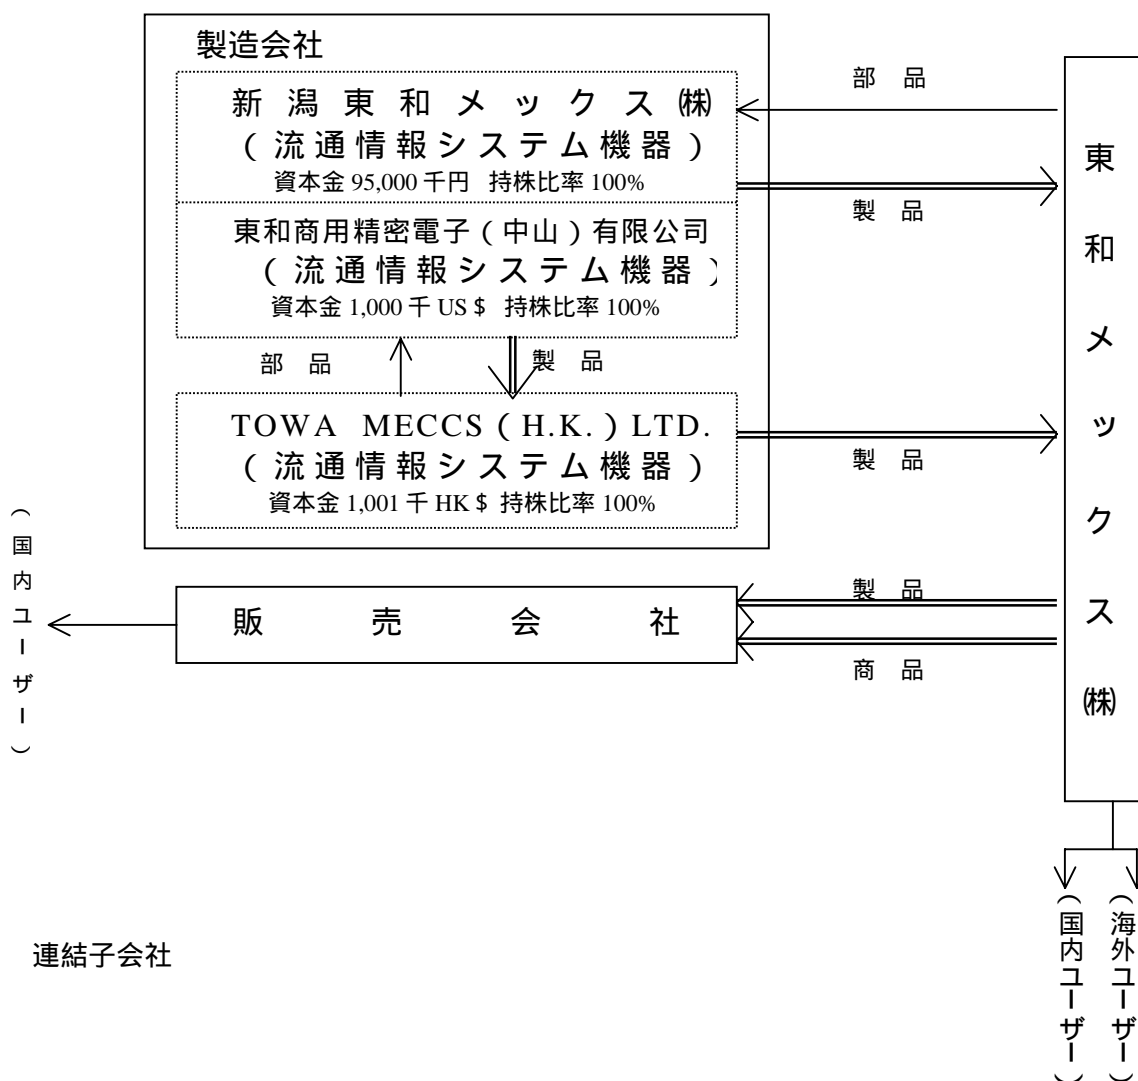 製造会社
新潟東和メックス㈱
(流通情報システム機器)
資本金 95,000 千円 持株比率 100%
東和商用精密電子(中山)有限公司
(流通情報システム機器)
資本金 1,000 千 US $ 持株比率 100%
部 品
製 品
TOWA MECCS(H.K.)LTD.
(流通情報システム機器)
資本金 1,001 千 HK $ 持株比率 100%
部 品
製 品
製 品
東和メックス㈱
製 品
商 品
販 売 会 社
(国内ユーザー)
(国内ユーザー)
(海外ユーザー)
連結子会社